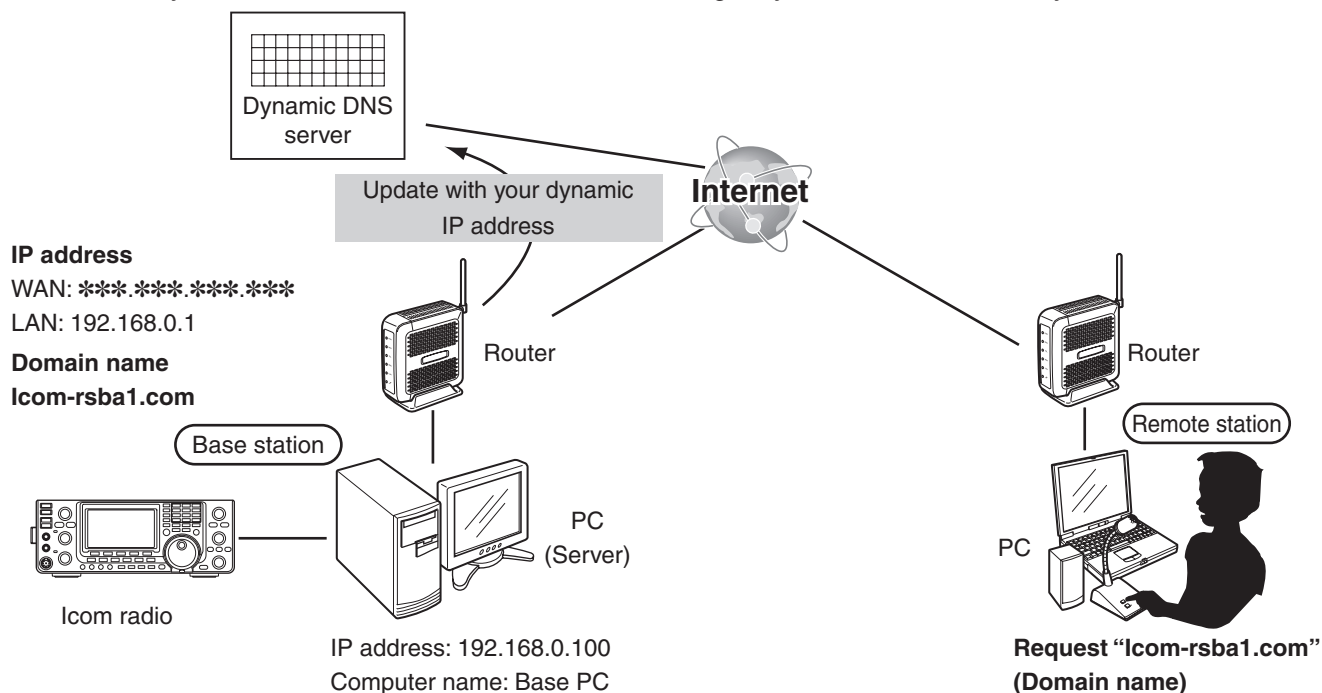 Dynamic DNS
server
Update with your dynamic
IP address
Internet
IP address
WAN: ***.***.***.***
LAN: 192.168.0.1
Domain name
Icom-rsba1.com
Router
Router
Base station
Remote station
PC
(Server)
PC
Icom radio
IP address: 192.168.0.100
Computer name: Base PC
Request “Icom-rsba1.com”
(Domain name)